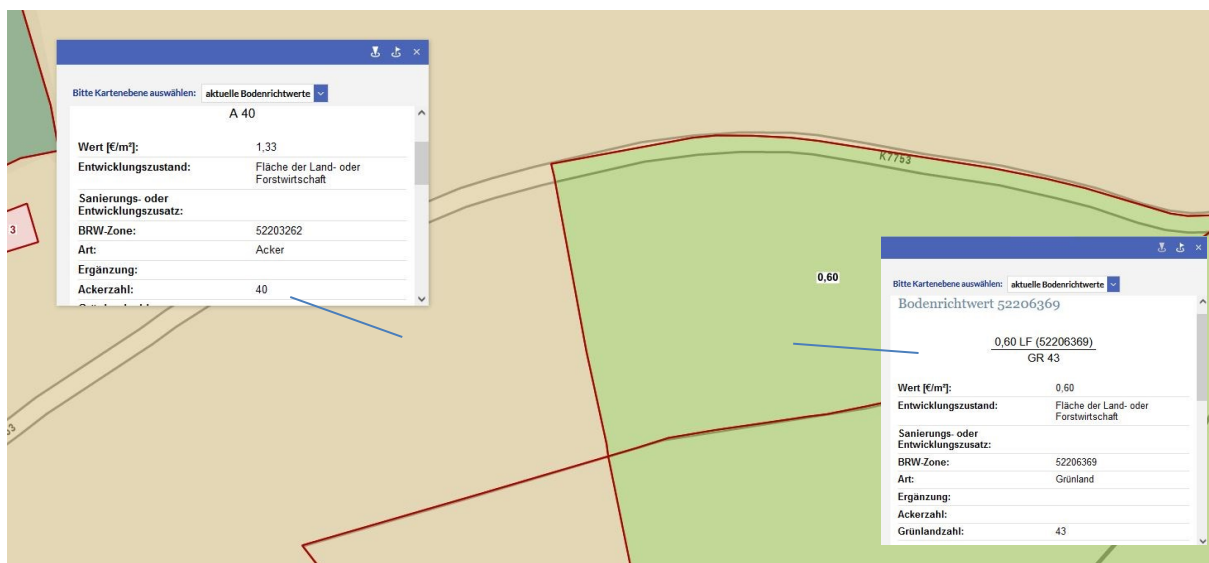 Bitte Kartenebene auswählen: aktuelle Bodenrichtwerte
A 40
Wert [€/m²]: 1,33
Entwicklungszustand: Fläche der Land- oder
Forstwirtschaft
Sanierungs- oder
Entwicklungszusatz:
BRW-Zone: 52203262
Art: Acker
Ergänzung:
Ackerzahl: 40
3
K7753
0,60
53
Bitte Kartenebene auswählen: aktuelle Bodenrichtwerte
Bodenrichtwert 52206369
0,60 LF (52206369)
GR 43
Wert [€/m²]: 0,60
Entwicklungszustand: Fläche der Land- oder
Forstwirtschaft
Sanierungs- oder
Entwicklungszusatz:
BRW-Zone: 52206369
Art: Grünland
Ergänzung:
Ackerzahl:
Grünlandzahl: 43